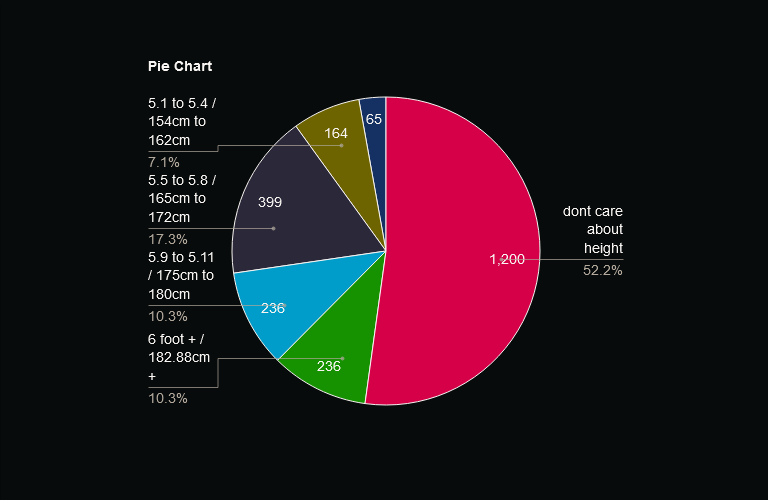 Pie Chart
5.1 to 5.4 /
154cm to
162cm
7.1%
5.5 to 5.8 /
165cm to
172cm
17.3%
5.9 to 5.11
/ 175cm to
180cm
10.3%
6 foot + /
182.88cm
+
10.3%
65
164
399
236
236
1,200
dont care
about
height
52.2%